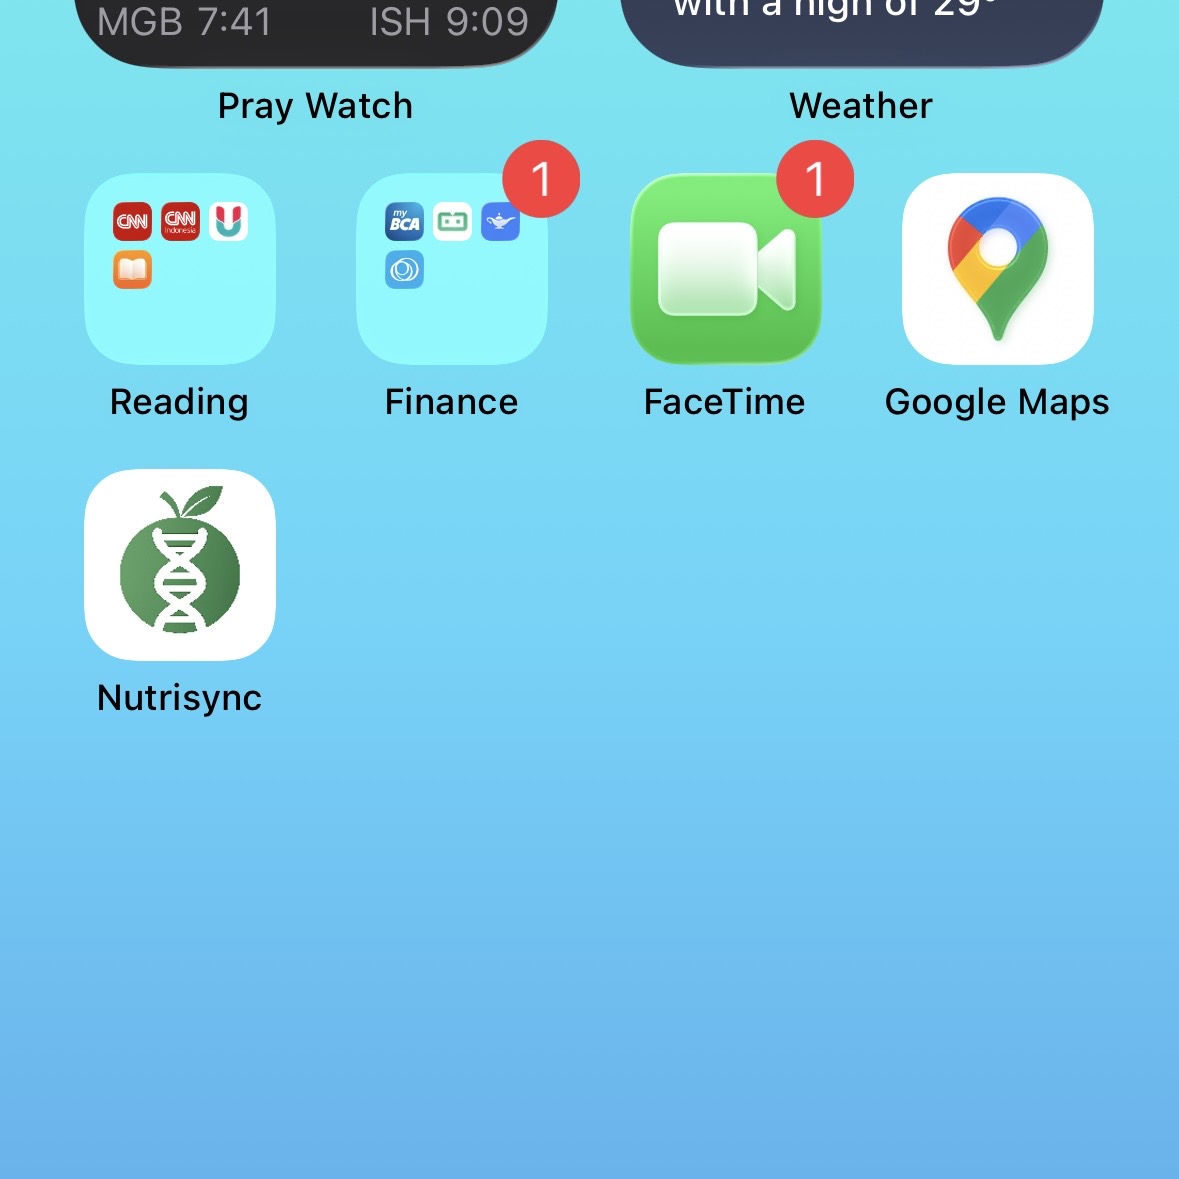 MGB 7:41 ISH 9:09
with a high of 29°
Pray Watch
Weather
1
1
CNN
CNN
Indonesia
my
BCA
Reading
Finance
FaceTime
Google Maps
Nutrisync